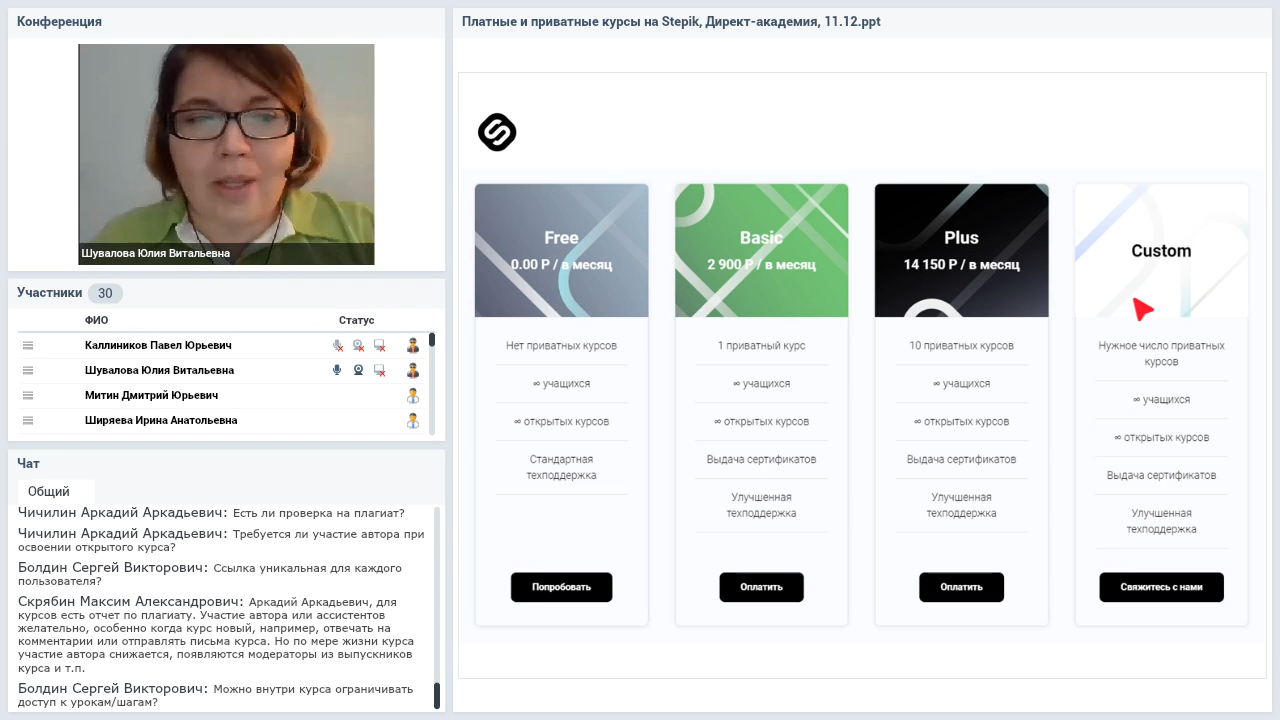 Конференция
Шувалова Юлия Витальевна
Участники 30
ФИО Статус
Каллиников Павел Юрьевич
Шувалова Юлия Витальевна
Митин Дмитрий Юрьевич
Ширяева Ирина Анатольевна
Чат
Общий
Чичилин Аркадий Аркадьевич: Есть ли проверка на плагиат?
Чичилин Аркадий Аркадьевич: Требуется ли участие автора при
освоении открытого курса?
Болдин Сергей Викторович: Ссылка уникальная для каждого
пользователя?
Скрябин Максим Александрович: Аркадий Аркадьевич, для
курсов есть отчет по плагиату. Участие автора или ассистентов
желательно, особенно когда курс новый, например, отвечать на
комментарии или отправлять письма курса. Но по мере жизни курса
участие автора снижается, появляются модераторы из выпускников
курса и т.п.
Болдин Сергей Викторович: Можно внутри курса ограничивать
доступ к урокам/шагам?
Платные и приватные курсы на Stepik, Директ-академия, 11.12.ppt
Free
0.00 Р / в месяц
Нет приватных курсов
∞ учащихся
∞ открытых курсов
Стандартная
техподдержка
Попробовать
Basic
2 900 Р / в месяц
1 приватный курс
∞ учащихся
∞ открытых курсов
Выдача сертификатов
Улучшенная
техподдержка
Оплатить
Plus
14 150 Р / в месяц
10 приватных курсов
∞ учащихся
∞ открытых курсов
Выдача сертификатов
Улучшенная
техподдержка
Оплатить
Custom
Нужное число приватных
курсов
∞ учащихся
∞ открытых курсов
Выдача сертификатов
Улучшенная
техподдержка
Свяжитесь с нами